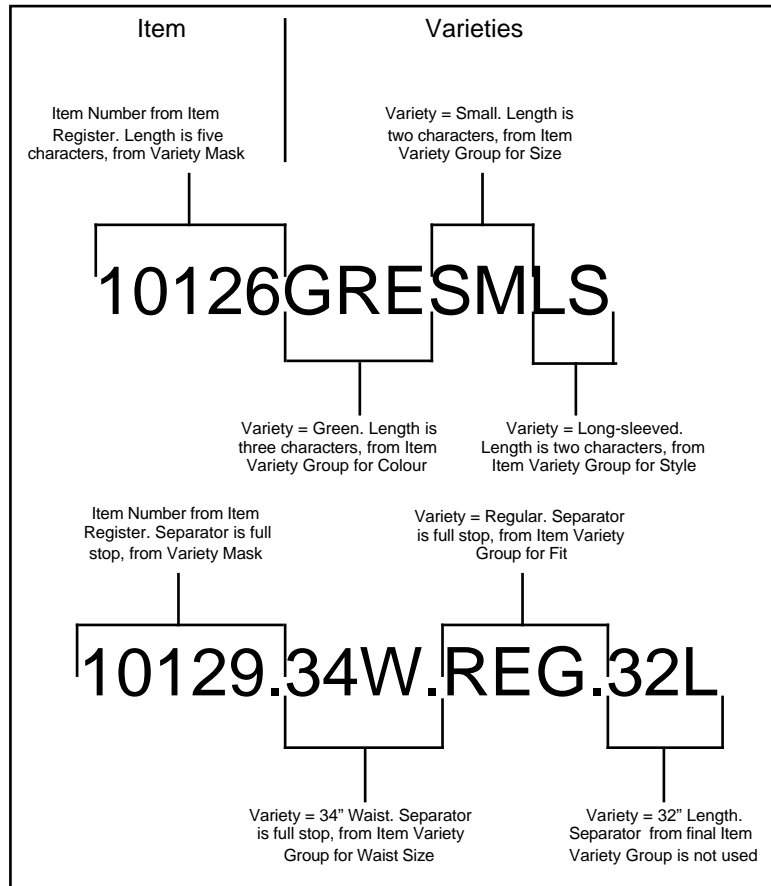 Item
Varieties
Item Number from Item
Register. Length is five
characters, from Variety Mask
Variety = Small. Length is
two characters, from Item
Variety Group for Size
10126GRESMLS
Variety = Green. Length is
three characters, from Item
Variety Group for Colour
Variety = Long-sleeved.
Length is two characters, from
Item Variety Group for Style
Item Number from Item
Register. Separator is full
stop, from Variety Mask
Variety = Regular. Separator
is full stop, from Item Variety
Group for Fit
10129.34W.REG.32L
Variety = 34” Waist. Separator
is full stop, from Item Variety
Group for Waist Size
Variety = 32” Length.
Separator from final Item
Variety Group is not used